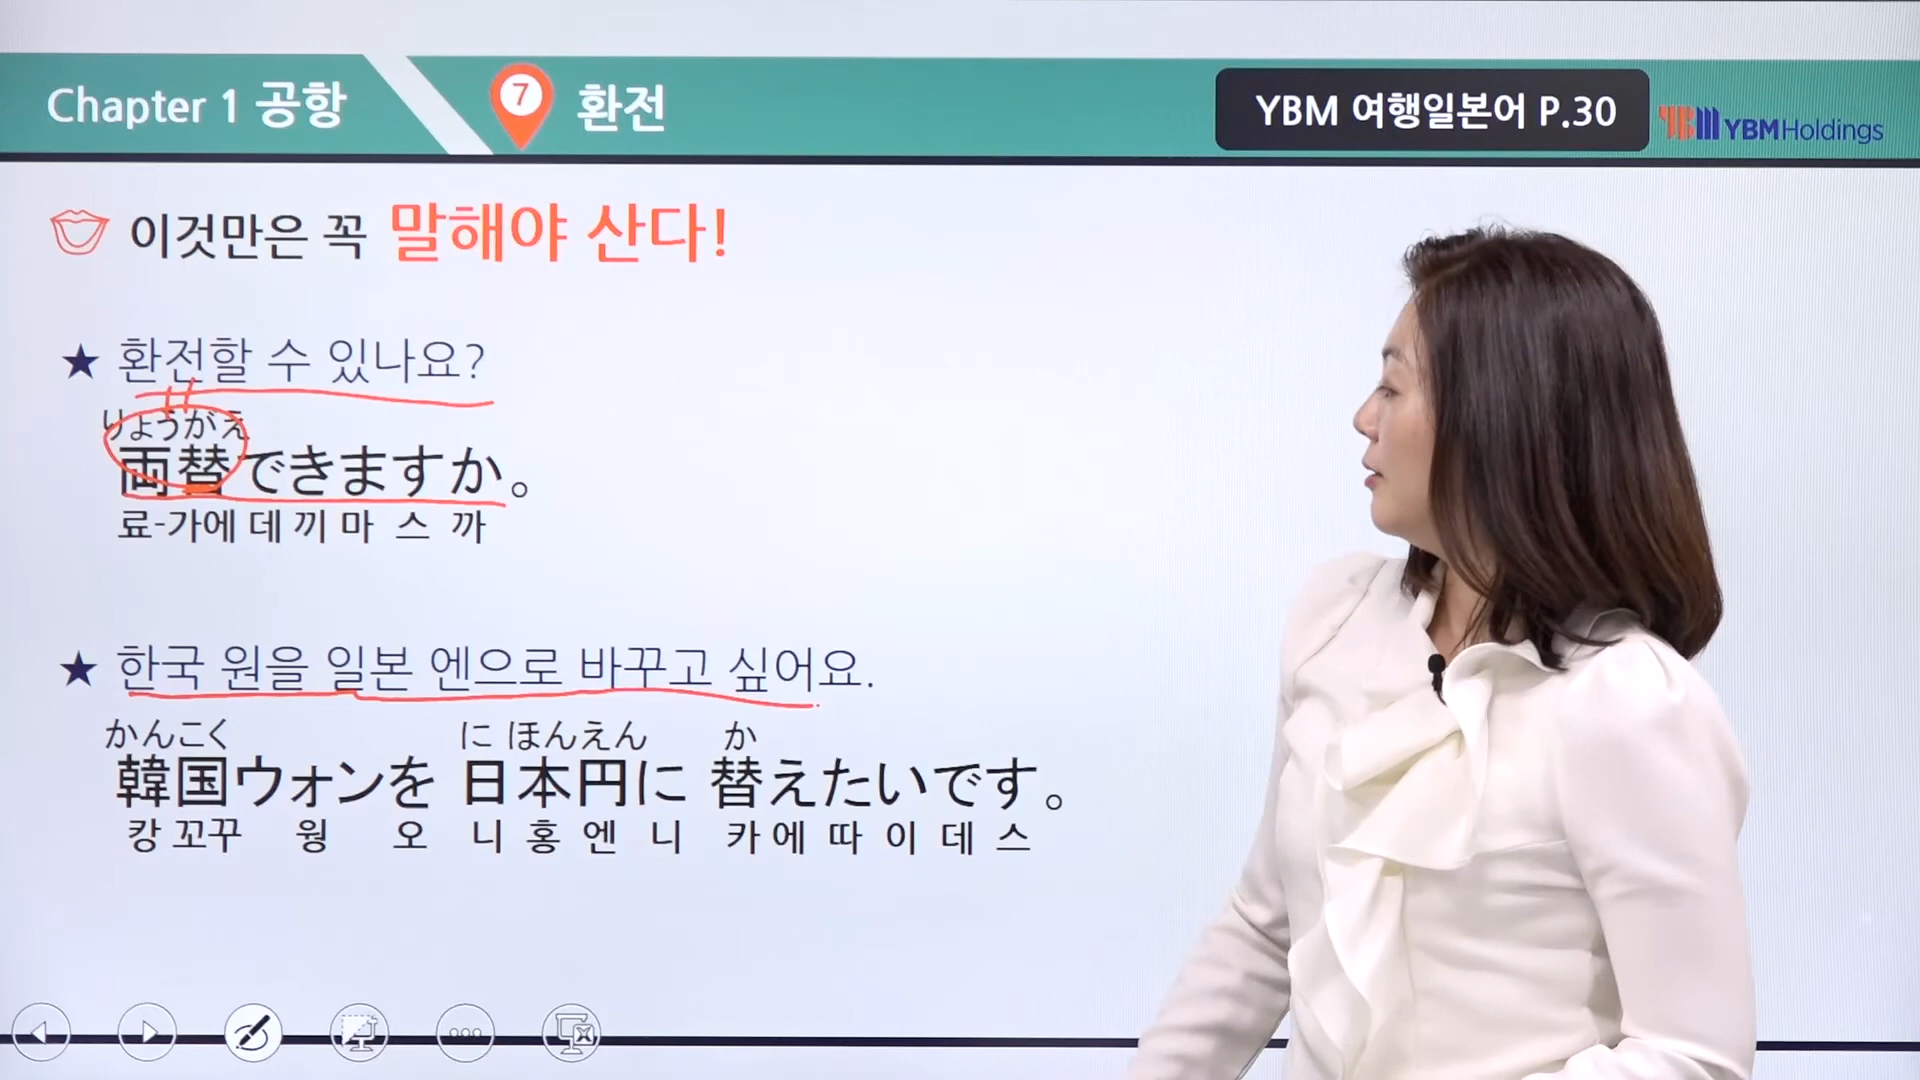 Chapter 1 공항
7 환전
YBM 여행일본어 P.30
YBM YBMHoldings
이것만은 꼭 말해야 산다!
★ 환전할 수 있나요?
りょうがえ
両替できますか。
료-가에 데 끼 마 스 까
★ 한국 원을 일본 엔으로 바꾸고 싶어요.
かんこく に ほんえん か
韓国ウォンを 日本円に 替えたいです。
캉 꼬꾸 웡 오 니 홍 엔 니 카 에 따 이 데 스